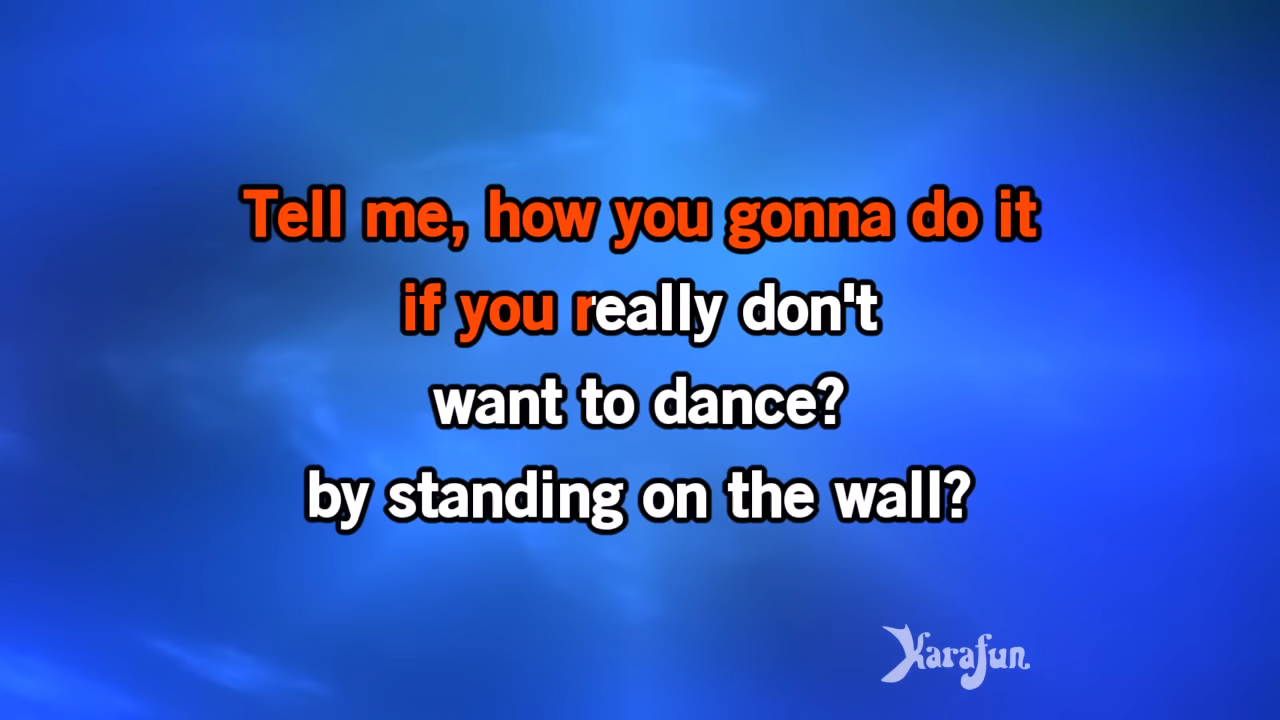 Tell me, how you gonna do it
if you really don't
want to dance?
by standing on the wall?
Karafun